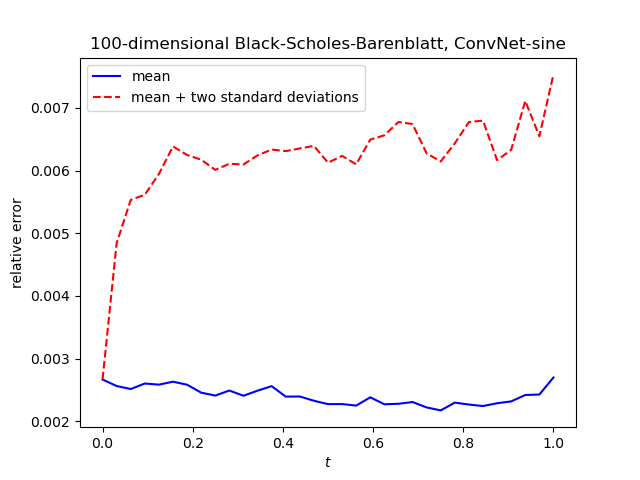 100-dimensional Black-Scholes-Barenblatt, ConvNet-sine
mean
mean + two standard deviations
relative error
0.007
0.006
0.005
0.004
0.003
0.002
0.0 0.2 0.4 0.6 0.8 1.0
t